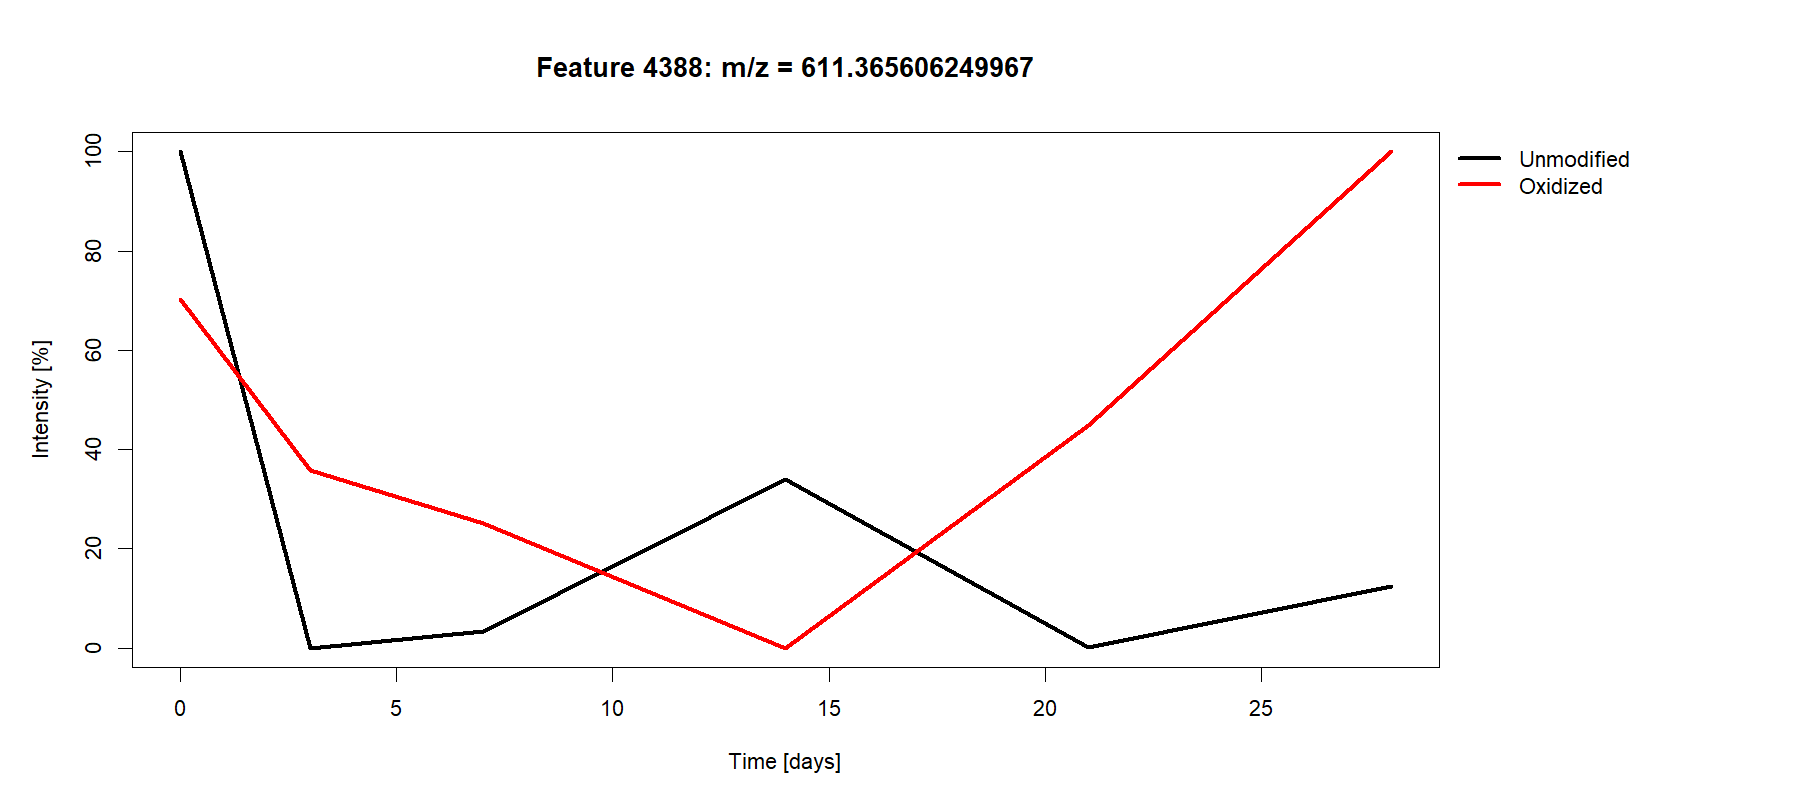 Feature 4388: m/z = 611.365606249967
Unmodified
Oxidized
100
80
60
40
20
0
Intensity [%]
0 5 10 15 20 25
Time [days]